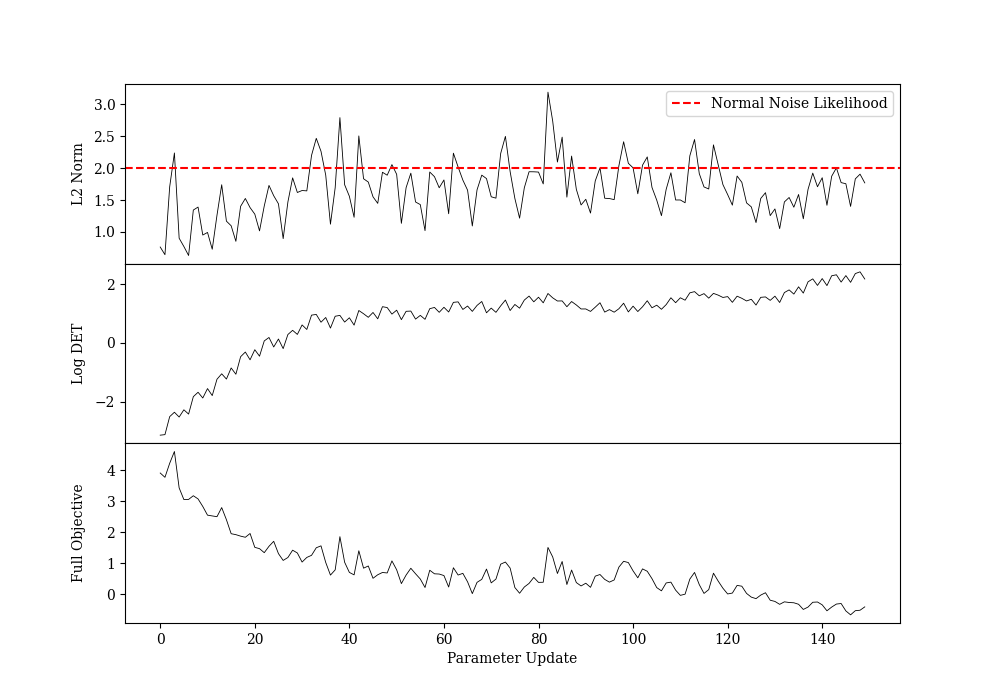 Normal Noise Likelihood
L2 Norm
3.0
2.5
2.0
1.5
1.0
Log DET
2
0
−2
Full Objective
4
3
2
1
0
0 20 40 60 80 100 120 140
Parameter Update